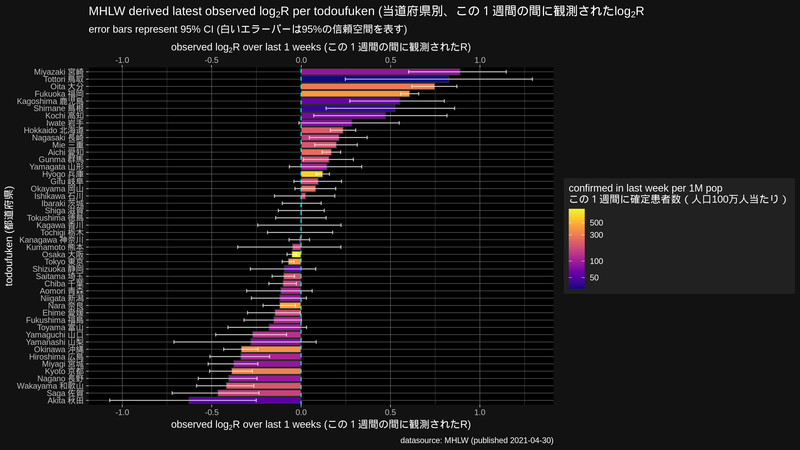 MHLW derived latest observed log₂R per todoufuken (当道府県別、この１週間の間に観測されたlog₂R
error bars represent 95% CI (白いエラーバーは95%の信頼空間を表す)
observed log₂R over last 1 weeks (この１週間の間に観測されたR)
-1.0 -0.5 0.0 0.5 1.0
todoufuken (都道府県)
Miyazaki 宮崎
Tottori 鳥取
Oita 大分
Fukuoka 福岡
Kagoshima 鹿児島
Shimane 島根
Kochi 高知
Iwate 岩手
Hokkaido 北海道
Nagasaki 長崎
Mie 三重
Aichi 愛知
Gunma 群馬
Yamagata 山形
Hyogo 兵庫
Gifu 岐阜
Okayama 岡山
Ishikawa 石川
Ibaraki 茨城
Shiga 滋賀
Tokushima 徳島
Kagawa 香川
Tochigi 栃木
Kanagawa 神奈川
Kumamoto 熊本
Osaka 大阪
Tokyo 東京
Shizuoka 静岡
Saitama 埼玉
Chiba 千葉
Aomori 青森
Niigata 新潟
Nara 奈良
Ehime 愛媛
Fukushima 福島
Toyama 富山
Yamaguchi 山口
Yamanashi 山梨
Okinawa 沖縄
Hiroshima 広島
Miyagi 宮城
Kyoto 京都
Nagano 長野
Wakayama 和歌山
Saga 佐賀
Akita 秋田
-1.0 -0.5 0.0 0.5 1.0
observed log₂R over last 1 weeks (この１週間の間に観測されたR)
confirmed in last week per 1M pop
この１週間に確定患者数 ( 人口100万人当たり )
500
300
100
50
datasource: MHLW (published 2021-04-30)